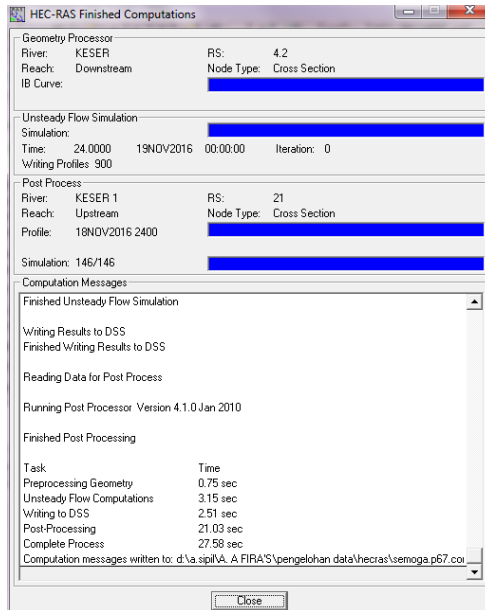 HEC-RAS Finished Computations
Geometry Processor
River: KESER RS: 4.2
Reach: Downstream Node Type: Cross Section
IB Curve:
Unsteady Flow Simulation
Simulation:
Time: 24.0000 19NOV2016 00:00:00 Iteration: 0
Writing Profiles 900
Post Process
River: KESER 1 RS: 21
Reach: Upstream Node Type: Cross Section
Profile: 18NOV2016 2400
Simulation: 146/146
Computation Messages
Finished Unsteady Flow Simulation
Writing Results to DSS
Finished Writing Results to DSS
Reading Data for Post Process
Running Post Processor Version 4.1.0 Jan 2010
Finished Post Processing
Task Time
Preprocessing Geometry 0.75 sec
Unsteady Flow Computations 3.15 sec
Writing to DSS 2.51 sec
Post-Processing 21.03 sec
Complete Process 27.58 sec
Computation messages written to: d:\a.sipil\A. A FIRA'S\pengelohan data\hecras\semoga.p67.co
Close